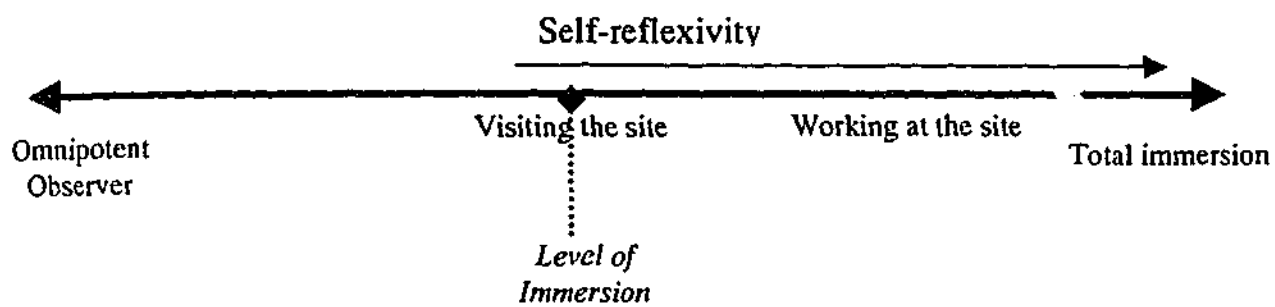 Self-reflexivity
Visiting the site
Working at the site
Omnipotent
Observer
Total immersion
Level of
Immersion